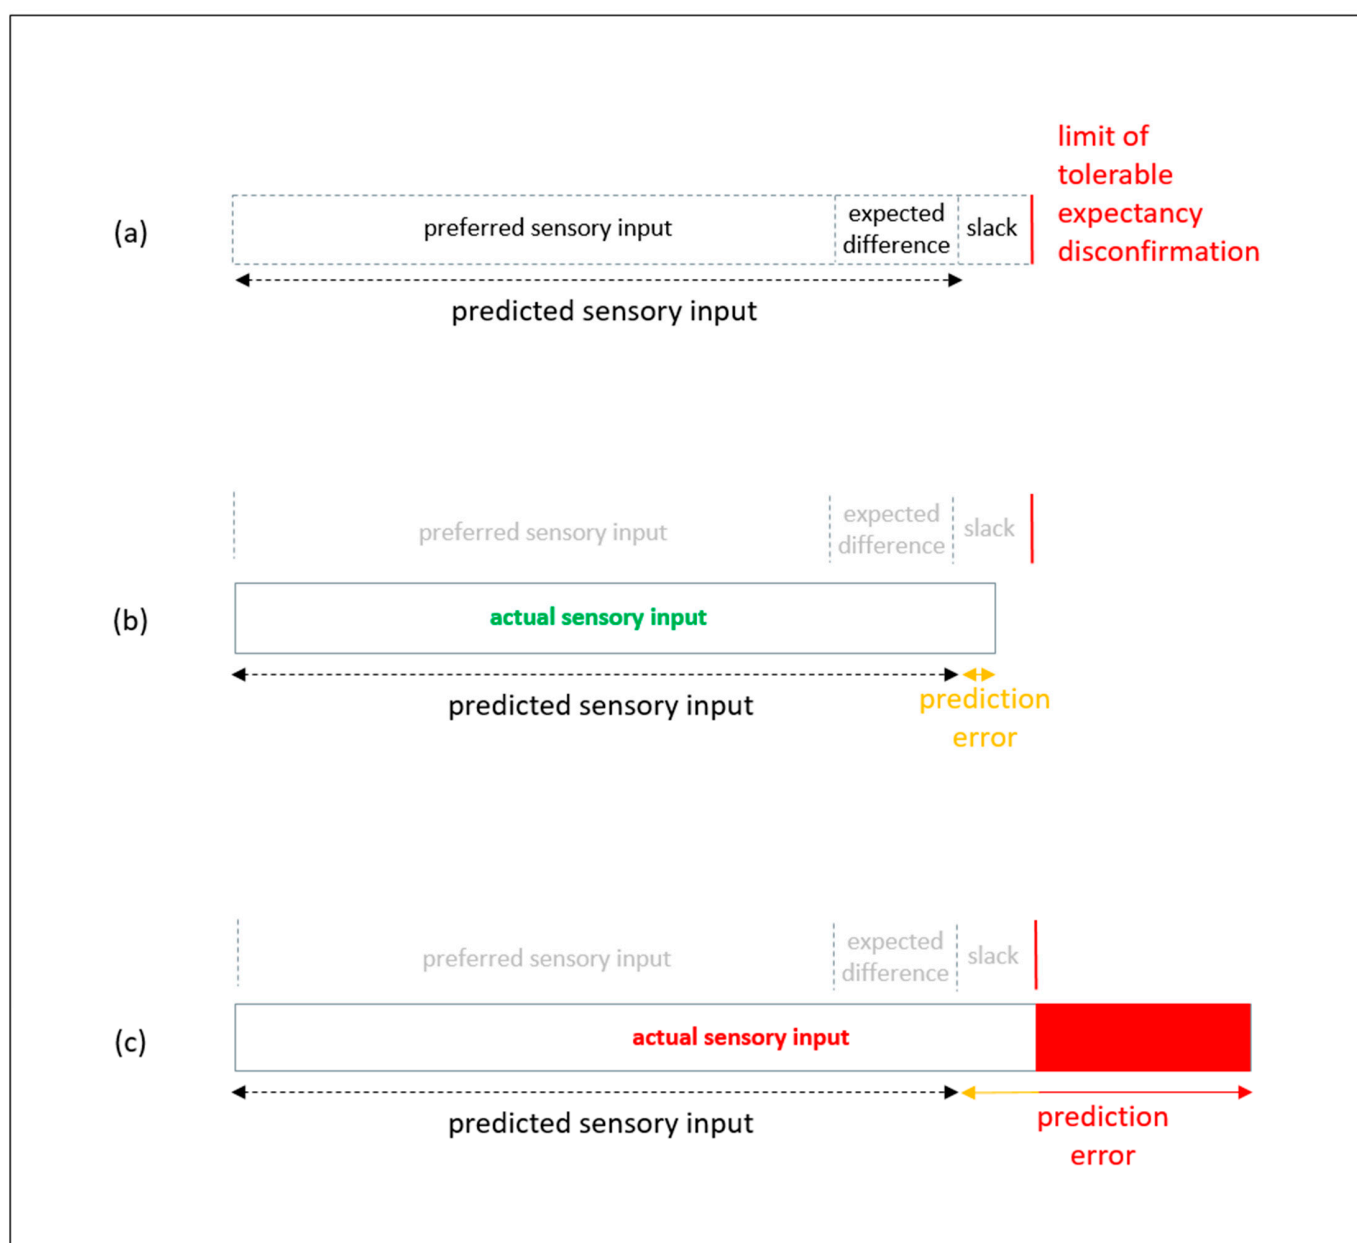 limit of
tolerable
expectancy
disconfirmation
(a)
preferred sensory input
expected
difference
slack
predicted sensory input
preferred sensory input
expected
difference
slack
(b)
actual sensory input
predicted sensory input
prediction
error
preferred sensory input
expected
difference
slack
(c)
actual sensory input
predicted sensory input
prediction
error